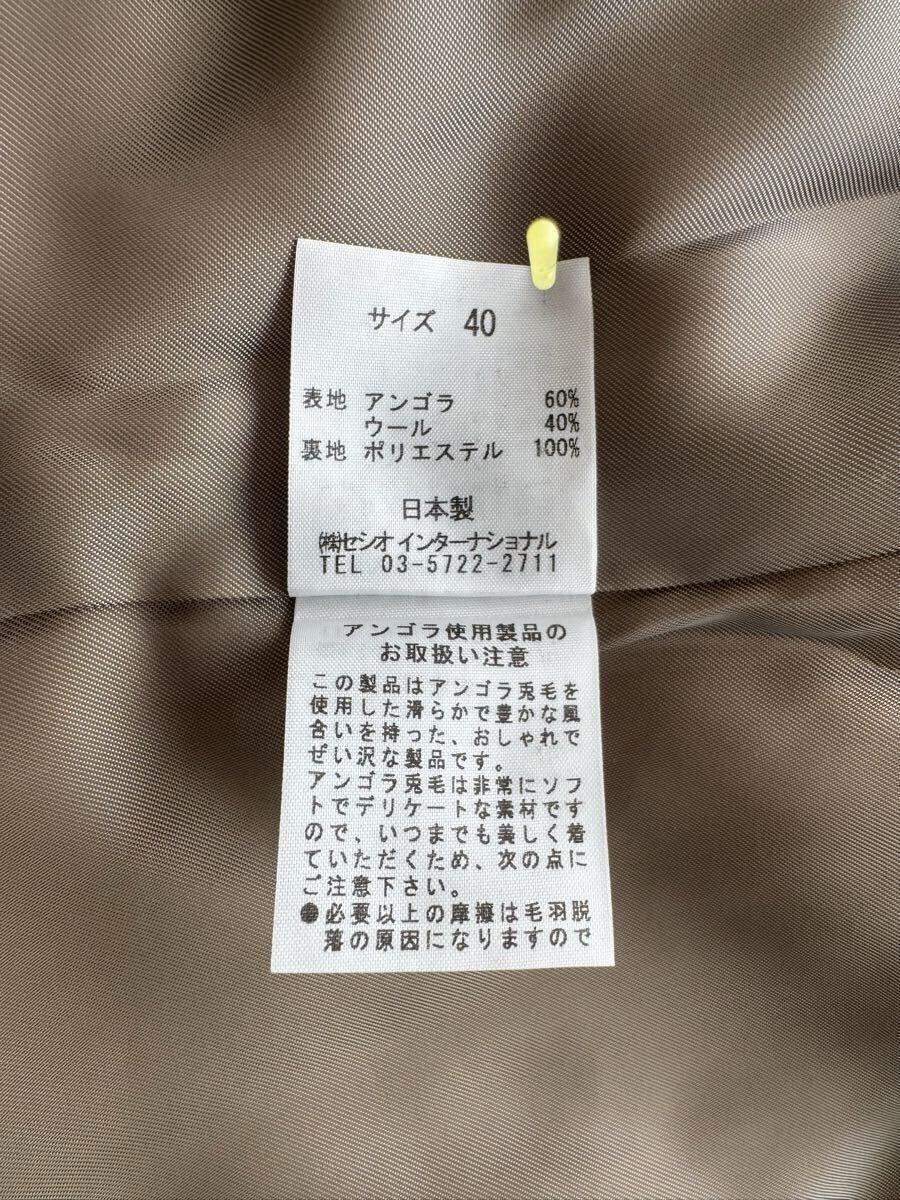 サイズ 40
表地 アンゴラ 60%
ウール 40%
裏地 ポリエステル 100%
日本製
㈱セシオインターナショナル
TEL 03-5722-2711
アンゴラ使用製品の
お取扱い注意
この製品はアンゴラ兎毛を
使用した滑らかで豊かな風
合いを持った、おしゃれで
ぜい沢な製品です。
アンゴラ兎毛は非常にソフ
トでデリケートな素材です
ので、いつまでも美しく着
ていただくため、次の点に
ご注意下さい。
●必要以上の摩擦は毛羽脱
落の原因になりますので